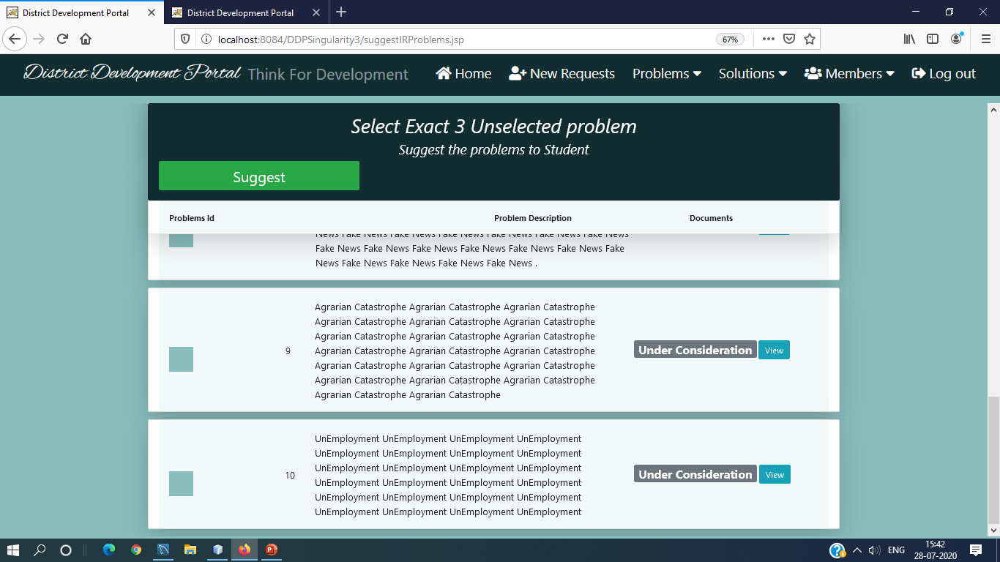 District Development Portal
District Development Portal
localhost:8084/DDPSingularity3/suggestIRProblems.jsp
67%
District Development Portal Think For Development Home New Requests Problems Solutions Members Log out
Select Exact 3 Unselected problem
Suggest the problems to Student
Suggest
Problems Id Problem Description Documents
News Fake News Fake News Fake News Fake News Fake News Fake News
Fake News Fake News Fake News Fake News Fake News Fake News Fake
News Fake News Fake News Fake News Fake News .
Agrarian Catastrophe Agrarian Catastrophe Agrarian Catastrophe
Agrarian Catastrophe Agrarian Catastrophe Agrarian Catastrophe
Agrarian Catastrophe Agrarian Catastrophe Agrarian Catastrophe
9 Agrarian Catastrophe Agrarian Catastrophe Agrarian Catastrophe Under Consideration View
Agrarian Catastrophe Agrarian Catastrophe Agrarian Catastrophe
Agrarian Catastrophe Agrarian Catastrophe Agrarian Catastrophe
Agrarian Catastrophe Agrarian Catastrophe
UnEmployment UnEmployment UnEmployment UnEmployment
UnEmployment UnEmployment UnEmployment UnEmployment
UnEmployment UnEmployment UnEmployment UnEmployment
10 Under Consideration View
UnEmployment UnEmployment UnEmployment UnEmployment
UnEmployment UnEmployment UnEmployment UnEmployment
UnEmployment UnEmployment UnEmployment UnEmployment
ENG
15:42
28-07-2020